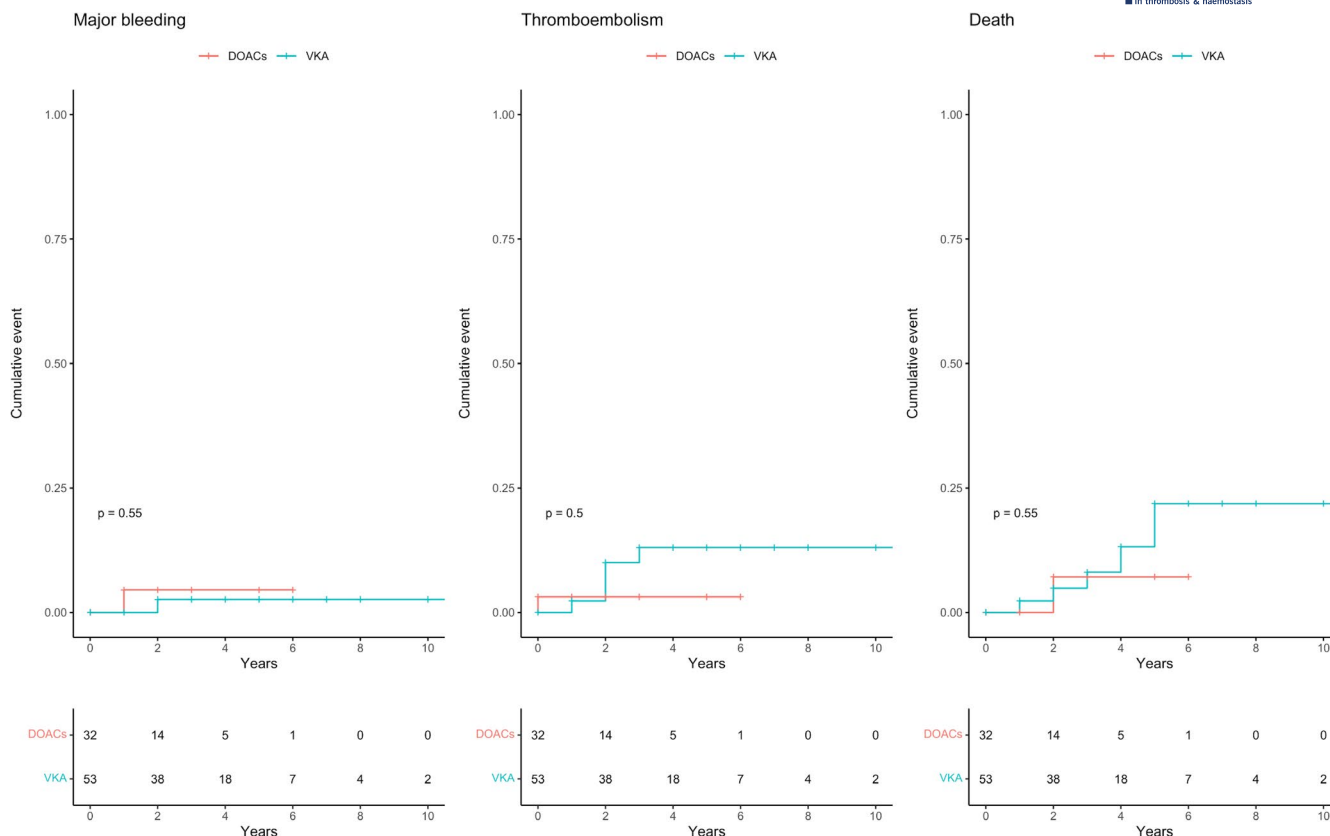 in thrombosis & haemostasis
Major bleeding
DOACs VKA
1.00
0.75
0.50
0.25
0.00
Cumulative event
p = 0.55
0 2 4 6 8 10
Years
DOACs 32 14 5 1 0 0
VKA 53 38 18 7 4 2
0 2 4 6 8 10
Years
Thromboembolism
DOACs VKA
1.00
0.75
0.50
0.25
0.00
Cumulative event
p = 0.5
0 2 4 6 8 10
Years
DOACs 32 14 5 1 0 0
VKA 53 38 18 7 4 2
0 2 4 6 8 10
Years
Death
DOACs VKA
1.00
0.75
0.50
0.25
0.00
Cumulative event
p = 0.55
0 2 4 6 8 10
Years
DOACs 32 14 5 1 0 0
VKA 53 38 18 7 4 2
0 2 4 6 8 10
Years